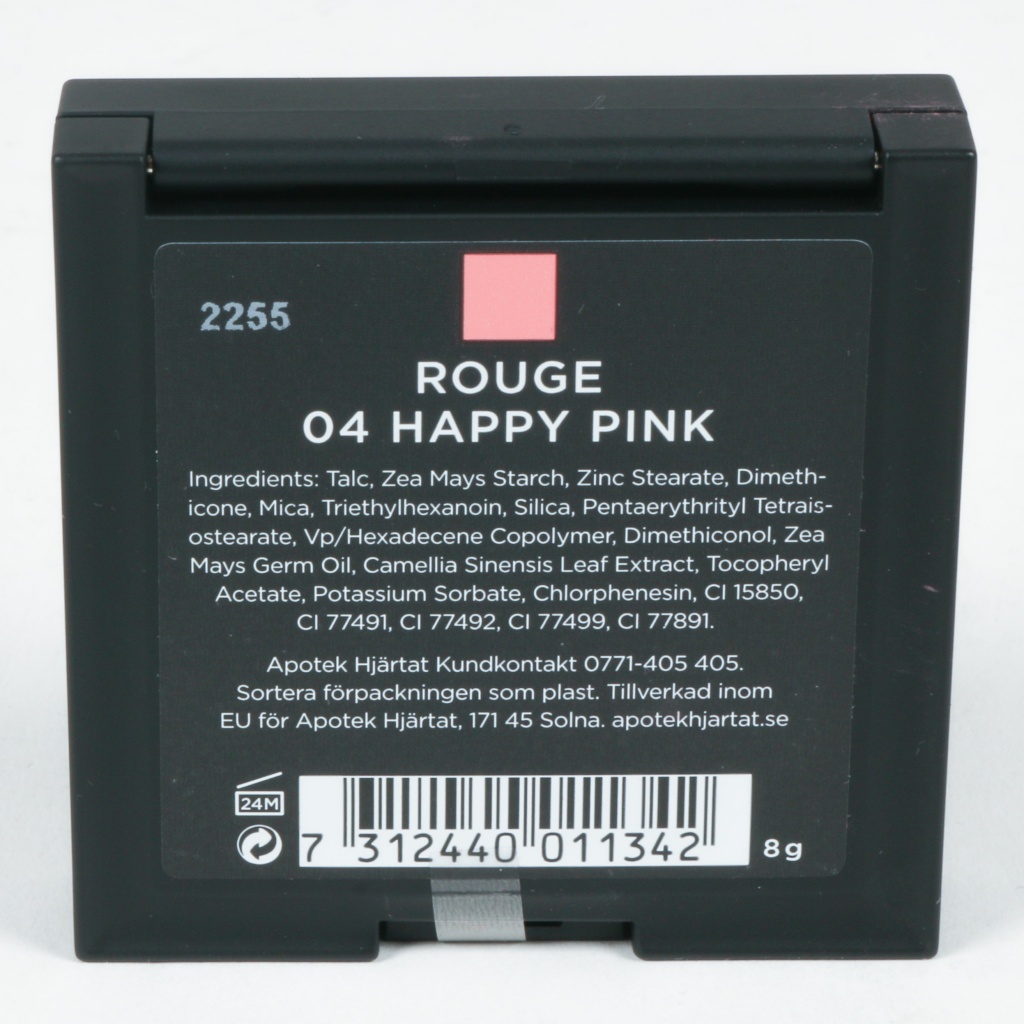 2255
ROUGE
04 HAPPY PINK
Ingredients: Talc, Zea Mays Starch, Zinc Stearate, Dimeth-
icone, Mica, Triethylhexanoin, Silica, Pentaerythrityl Tetrais-
ostearate, Vp/Hexadecene Copolymer, Dimethiconol, Zea
Mays Germ Oil, Camellia Sinensis Leaf Extract, Tocopheryl
Acetate, Potassium Sorbate, Chlorphenesin, CI 15850,
CI 77491, CI 77492, CI 77499, CI 77891.
Apotek Hjärtat Kundkontakt 0771-405 405.
Sortera förpackningen som plast. Tillverkad inom
EU för Apotek Hjärtat, 171 45 Solna. apotekhjartat.se
24M
7 312440 011342
8g